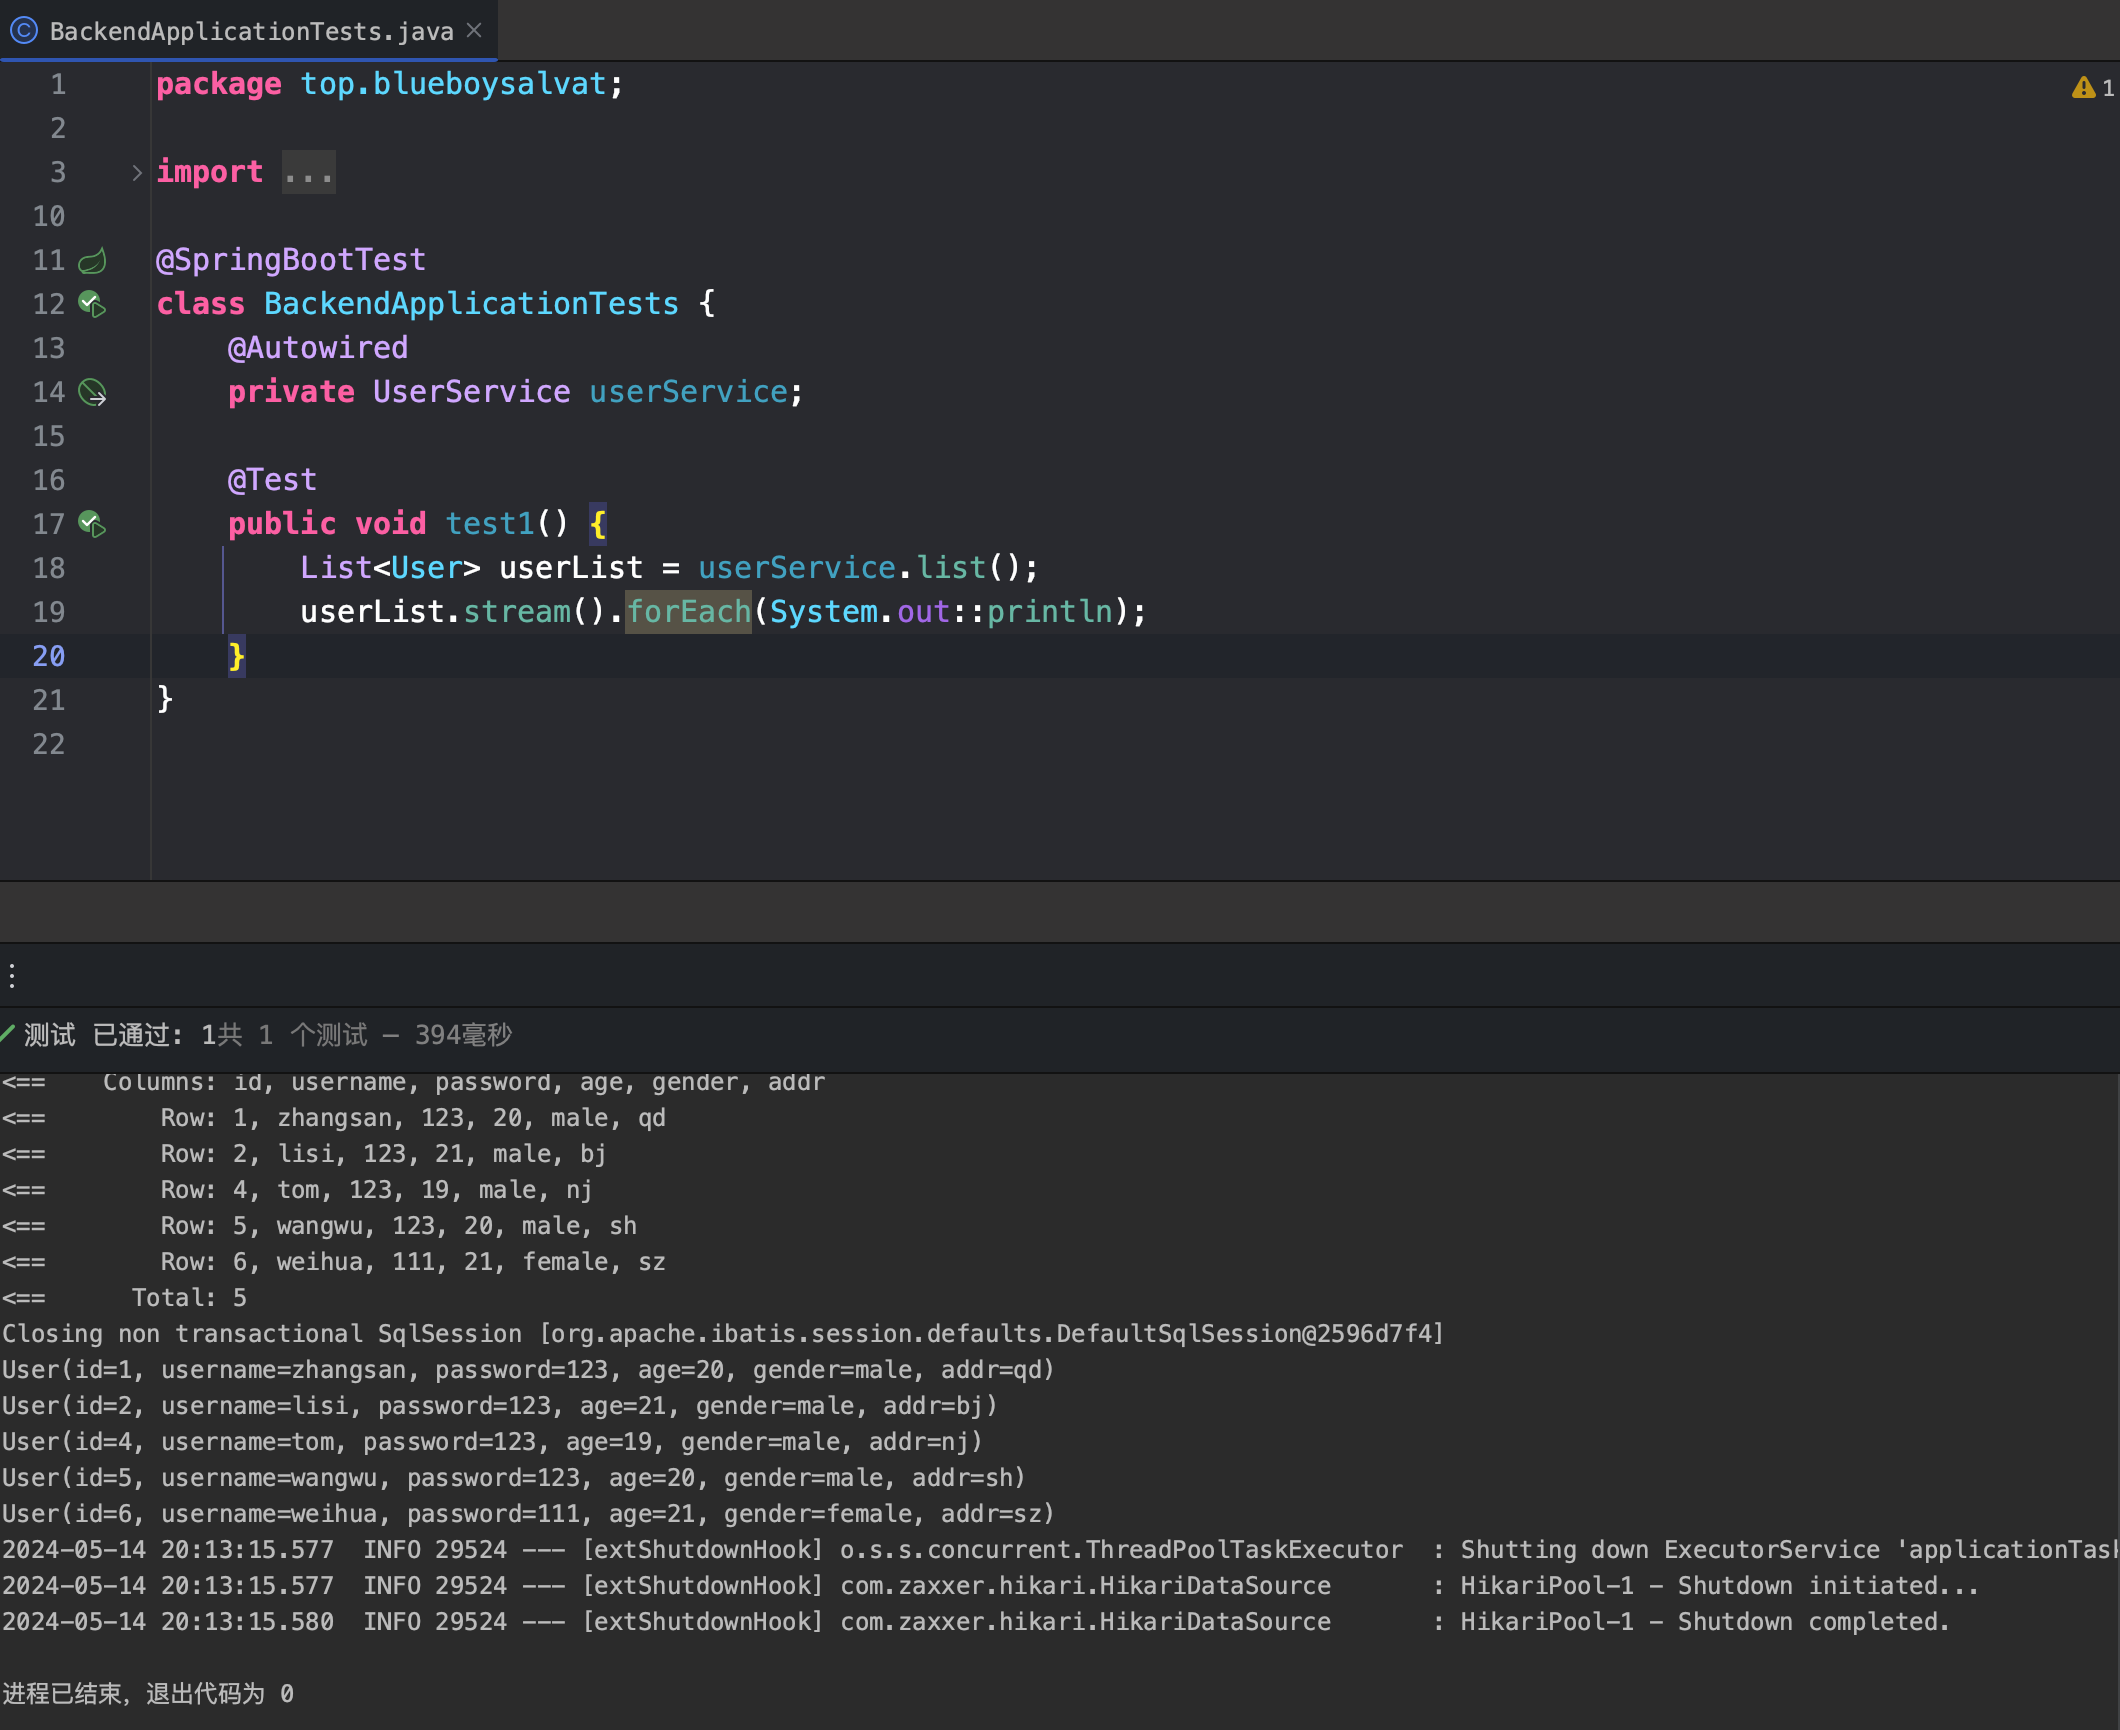 BackendApplicationTests.java
1 package top.blueboysalvat;
1
2
3 import ...
10
11 @SpringBootTest
12 class BackendApplicationTests {
13 @Autowired
14 private UserService userService;
15
16 @Test
17 public void test1() {
18 List<User> userList = userService.list();
19 userList.stream().forEach(System.out::println);
20 }
21 }
22
测试 已通过: 1共 1 个测试 – 394毫秒
<==    Columns: id, username, password, age, gender, addr
<==        Row: 1, zhangsan, 123, 20, male, qd
<==        Row: 2, lisi, 123, 21, male, bj
<==        Row: 4, tom, 123, 19, male, nj
<==        Row: 5, wangwu, 123, 20, male, sh
<==        Row: 6, weihua, 111, 21, female, sz
<==      Total: 5
Closing non transactional SqlSession [org.apache.ibatis.session.defaults.DefaultSqlSession@2596d7f4]
User(id=1, username=zhangsan, password=123, age=20, gender=male, addr=qd)
User(id=2, username=lisi, password=123, age=21, gender=male, addr=bj)
User(id=4, username=tom, password=123, age=19, gender=male, addr=nj)
User(id=5, username=wangwu, password=123, age=20, gender=male, addr=sh)
User(id=6, username=weihua, password=111, age=21, gender=female, addr=sz)
2024-05-14 20:13:15.577  INFO 29524 --- [extShutdownHook] o.s.s.concurrent.ThreadPoolTaskExecutor  : Shutting down ExecutorService 'applicationTask
2024-05-14 20:13:15.577  INFO 29524 --- [extShutdownHook] com.zaxxer.hikari.HikariDataSource       : HikariPool-1 - Shutdown initiated...
2024-05-14 20:13:15.580  INFO 29524 --- [extShutdownHook] com.zaxxer.hikari.HikariDataSource       : HikariPool-1 - Shutdown completed.
进程已结束，退出代码为 0